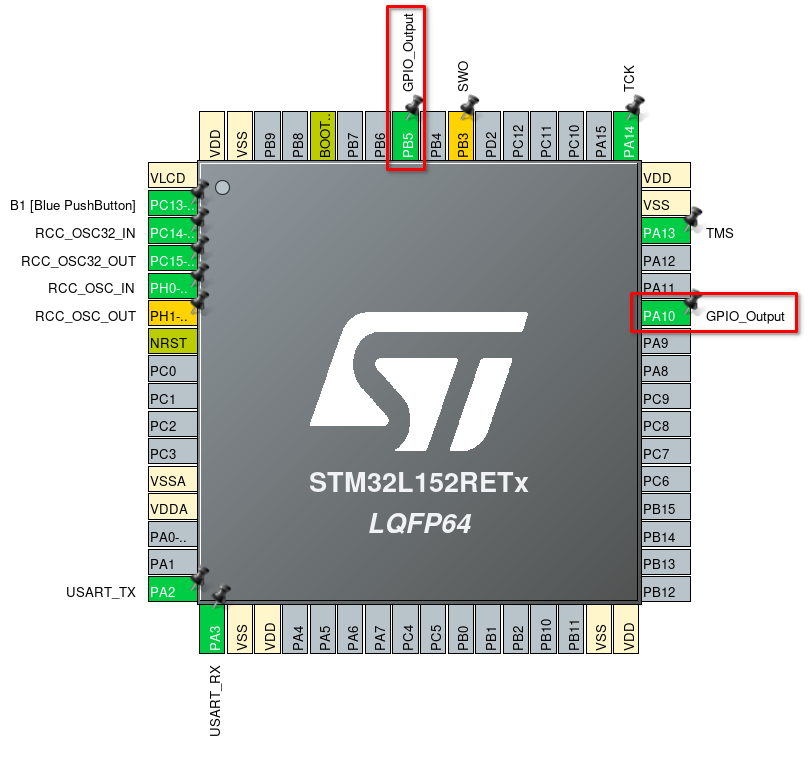 GPIO_Output
SWO
TCK
VDD
VSS
PB9
PB8
BOOT..
PB7
PB6
PB5
PB4
PB3
PD2
PC12
PC11
PC10
PA15
PA14
VLCD
B1 [Blue PushButton]
PC13-..
RCC_OSC32_IN
PC14-..
RCC_OSC32_OUT
PC15-..
RCC_OSC_IN
PH0-..
RCC_OSC_OUT
PH1-..
NRST
PC0
PC1
PC2
PC3
VSSA
VDDA
PA0-..
PA1
USART_TX
PA2
VDD
VSS
PA13
TMS
PA12
PA11
PA10
GPIO_Output
PA9
PA8
PC9
PC8
PC7
PC6
PB15
PB14
PB13
PB12
ST
STM32L152RETx
LQFP64
PA3
VSS
VDD
PA4
PA5
PA6
PA7
PC4
PC5
PB0
PB1
PB2
PB10
PB11
VSS
VDD
USART_RX